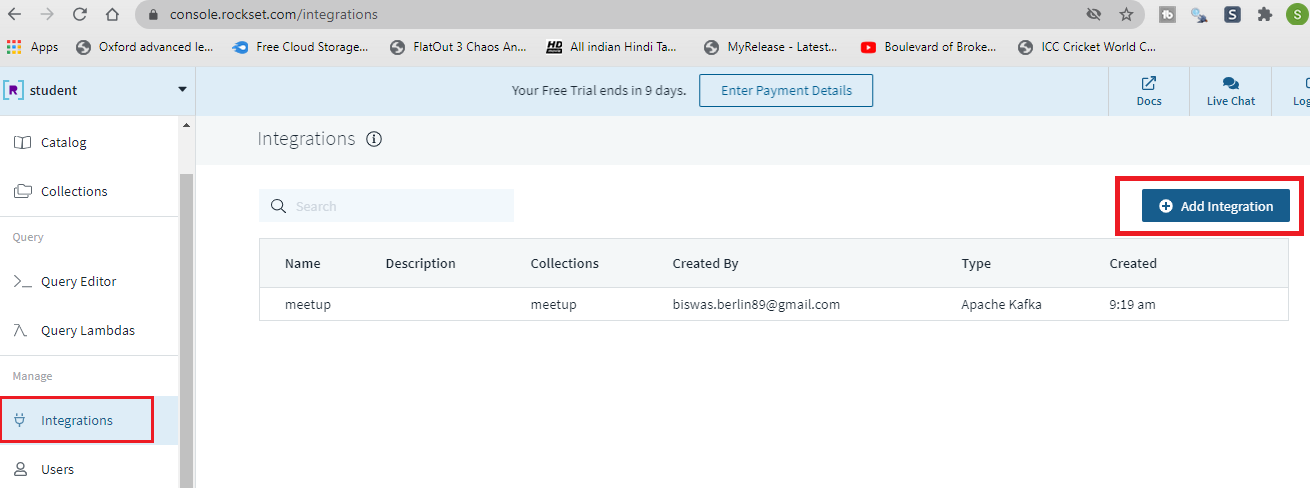 console.rockset.com/integrations
Apps Oxford advanced le... Free Cloud Storage... FlatOut 3 Chaos An... HD All indian Hindi Ta... MyRelease - Latest... Boulevard of Broke... ICC Cricket World C...
R student
Your Free Trial ends in 9 days. Enter Payment Details
Docs Live Chat Log
Catalog
Integrations
Collections
Search
Add Integration
Query
Name Description Collections Created By Type Created
Query Editor
meetup meetup biswas.berlin89@gmail.com Apache Kafka 9:19 am
Query Lambdas
Manage
Integrations
Users